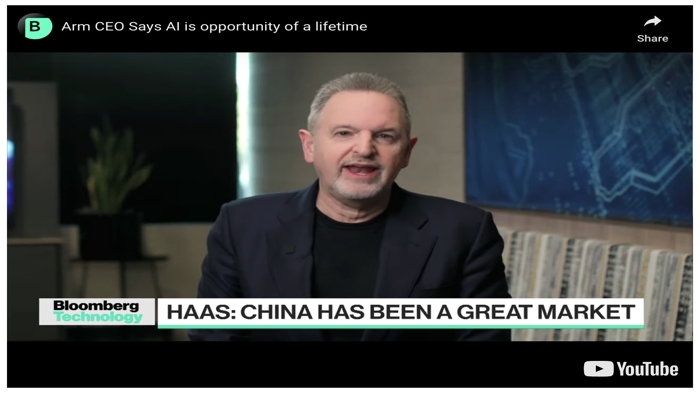 B
Arm CEO Says AI is opportunity of a lifetime
Share
Bloomberg
Technology
HAAS: CHINA HAS BEEN A GREAT MARKET
YouTube